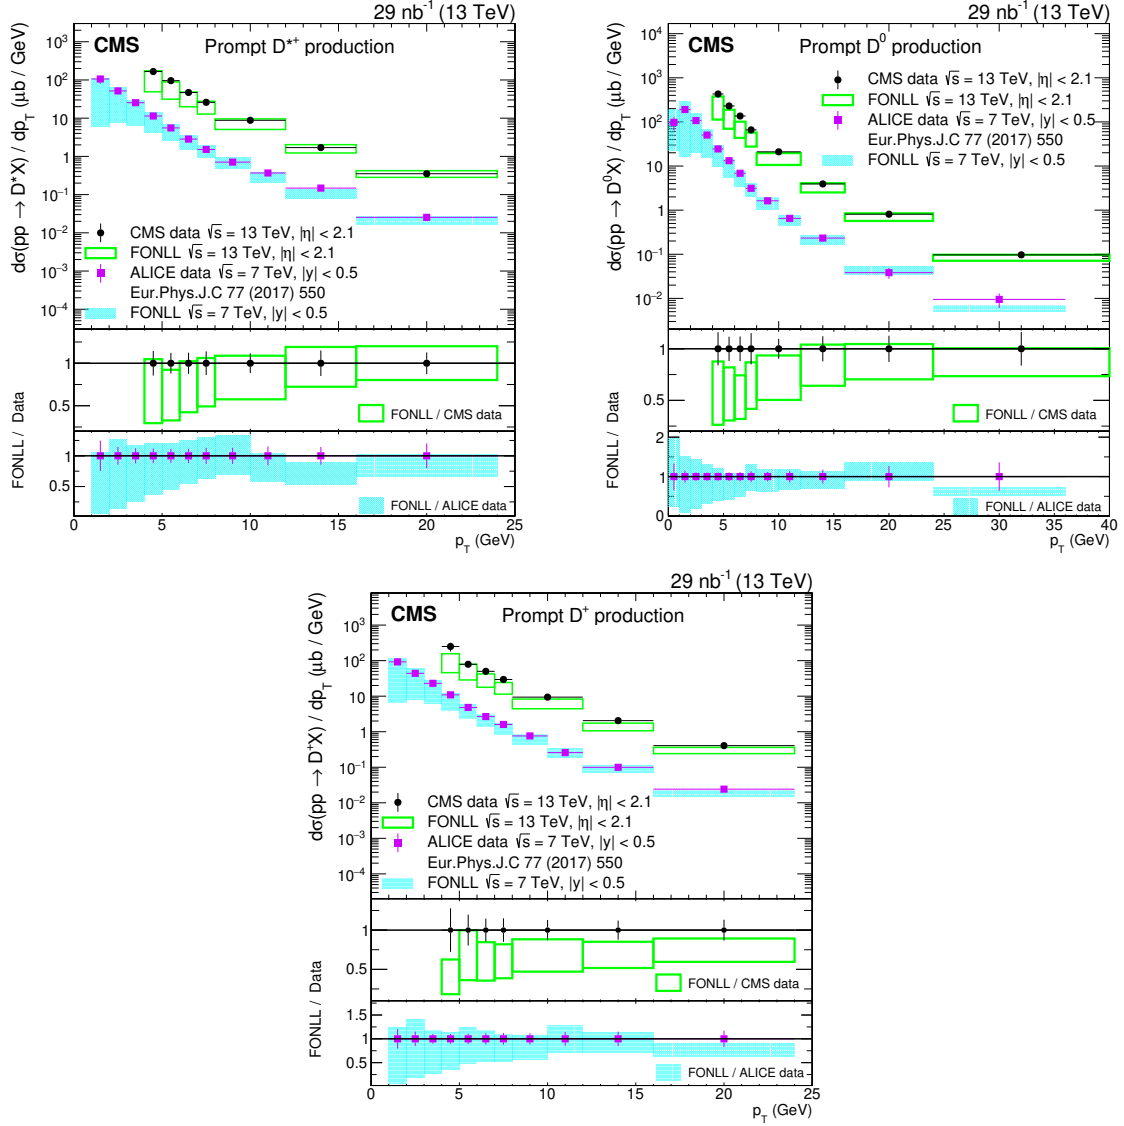 29 nb⁻¹ (13 TeV)
CMS
Prompt D*⁺ production
dσ(pp → D*X) / dp_T (μb / GeV)
10³
10²
10
1
10⁻¹
10⁻²
10⁻³
10⁻⁴
CMS data √s = 13 TeV, |η| < 2.1
FONLL √s = 13 TeV, |η| < 2.1
ALICE data √s = 7 TeV, |y| < 0.5
Eur.Phys.J.C 77 (2017) 550
FONLL √s = 7 TeV, |y| < 0.5
FONLL / Data
1
0.5
FONLL / CMS data
1
0.5
FONLL / ALICE data
0 5 10 15 20 25
p_T (GeV)
29 nb⁻¹ (13 TeV)
CMS
Prompt D⁰ production
dσ(pp → D⁰X) / dp_T (μb / GeV)
10⁴
10³
10²
10
1
10⁻¹
10⁻²
CMS data √s = 13 TeV, |η| < 2.1
FONLL √s = 13 TeV, |η| < 2.1
ALICE data √s = 7 TeV, |y| < 0.5
Eur.Phys.J.C 77 (2017) 550
FONLL √s = 7 TeV, |y| < 0.5
FONLL / Data
1
0.5
FONLL / CMS data
2
1.5
1
0.5
0
FONLL / ALICE data
0 5 10 15 20 25 30 35 40
p_T (GeV)
29 nb⁻¹ (13 TeV)
CMS
Prompt D⁺ production
dσ(pp → D⁺X) / dp_T (μb / GeV)
10³
10²
10
1
10⁻¹
10⁻²
10⁻³
10⁻⁴
CMS data √s = 13 TeV, |η| < 2.1
FONLL √s = 13 TeV, |η| < 2.1
ALICE data √s = 7 TeV, |y| < 0.5
Eur.Phys.J.C 77 (2017) 550
FONLL √s = 7 TeV, |y| < 0.5
FONLL / Data
1
0.5
FONLL / CMS data
1.5
1
0.5
FONLL / ALICE data
0 5 10 15 20 25
p_T (GeV)